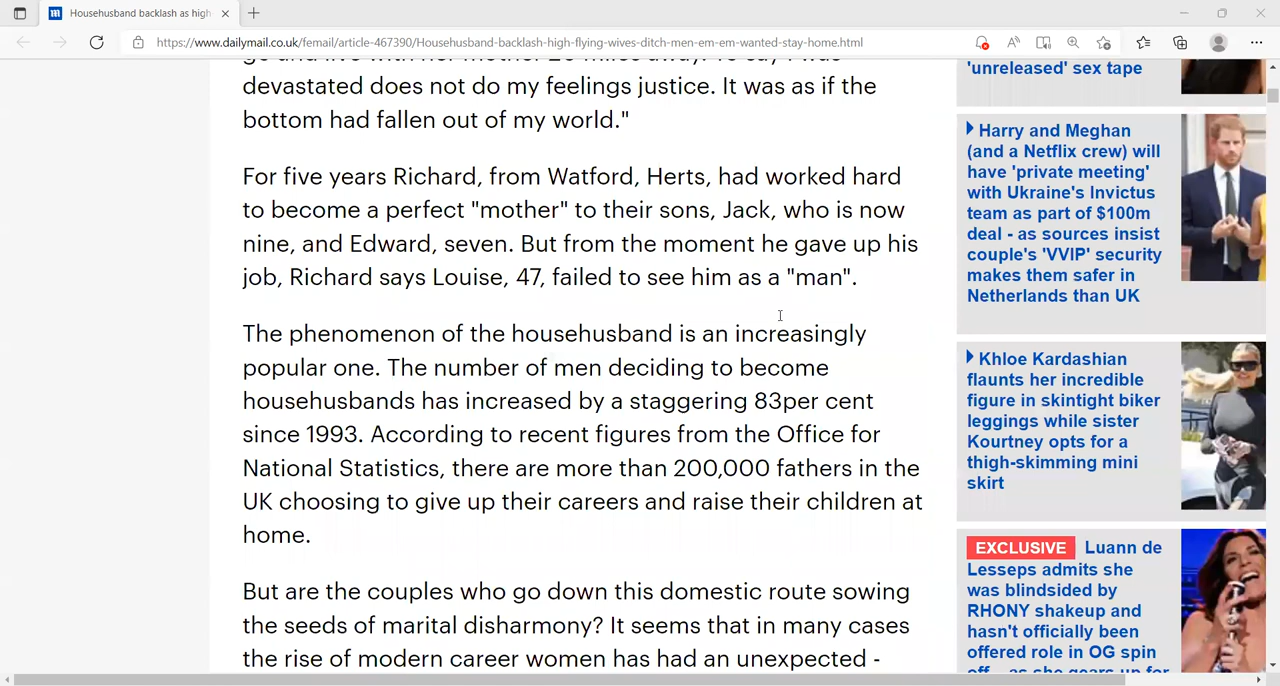 Househusband backlash as high
https://www.dailymail.co.uk/femail/article-467390/Househusband-backlash-high-flying-wives-ditch-men-em-em-wanted-stay-home.html
devastated does not do my feelings justice. It was as if the
bottom had fallen out of my world."
For five years Richard, from Watford, Herts, had worked hard
to become a perfect "mother" to their sons, Jack, who is now
nine, and Edward, seven. But from the moment he gave up his
job, Richard says Louise, 47, failed to see him as a "man".
The phenomenon of the househusband is an increasingly
popular one. The number of men deciding to become
househusbands has increased by a staggering 83per cent
since 1993. According to recent figures from the Office for
National Statistics, there are more than 200,000 fathers in the
UK choosing to give up their careers and raise their children at
home.
But are the couples who go down this domestic route sowing
the seeds of marital disharmony? It seems that in many cases
the rise of modern career women has had an unexpected -
'unreleased' sex tape
Harry and Meghan
(and a Netflix crew) will
have 'private meeting'
with Ukraine's Invictus
team as part of $100m
deal - as sources insist
couple's 'VVIP' security
makes them safer in
Netherlands than UK
Khloe Kardashian
flaunts her incredible
figure in skintight biker
leggings while sister
Kourtney opts for a
thigh-skimming mini
skirt
EXCLUSIVE Luann de
Lesseps admits she
was blindsided by
RHONY shakeup and
hasn't officially been
offered role in OG spin
off - as she gears up for